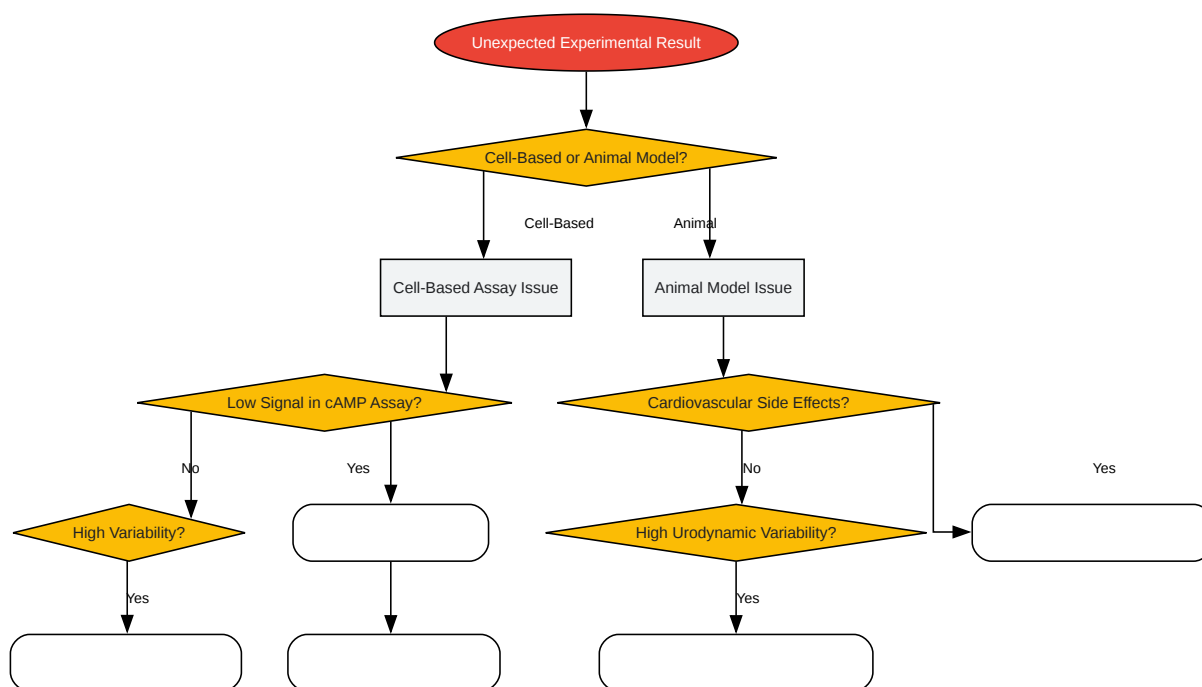 Unexpected Experimental Result
Cell-Based or Animal Model?
Cell-Based
Animal
Cell-Based Assay Issue
Animal Model Issue
Low Signal in cAMP Assay?
Cardiovascular Side Effects?
No
Yes
No
Yes
High Variability?
High Urodynamic Variability?
Yes
Yes